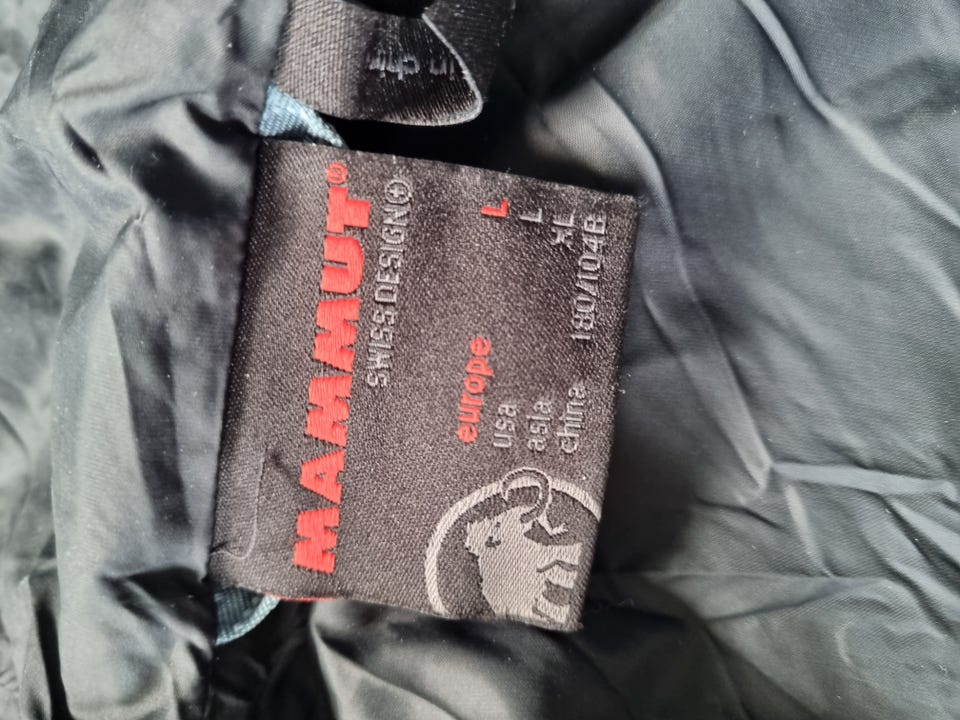 MAMMUT®
SWISS DESIGN
europe L
usa L
asia XL
china 180/104B